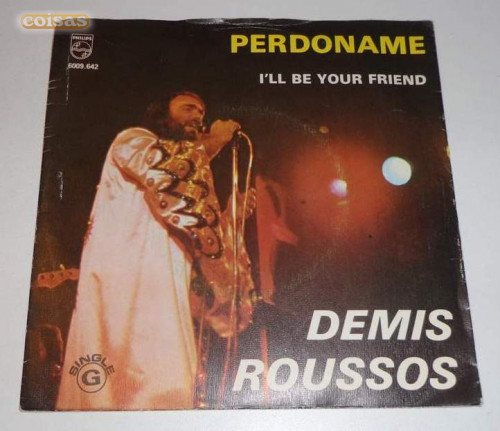 coisas
PHILIPS
6009.642
PERDONAME
I'LL BE YOUR FRIEND
DEMIS
ROUSSOS
SINGLE
G